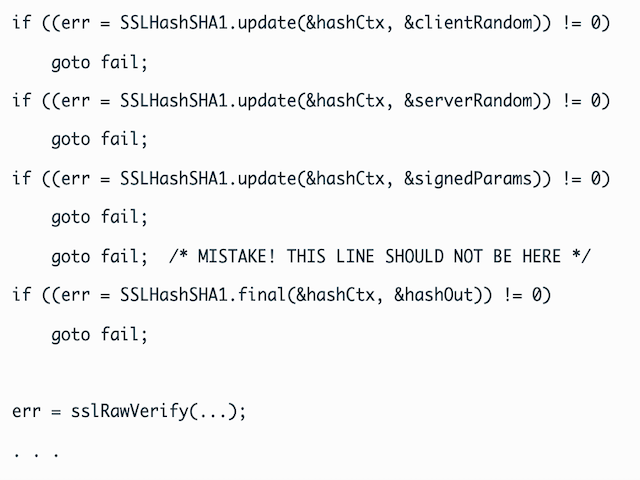 if ((err = SSLHashSHA1.update(&hashCtx, &clientRandom)) != 0)
    goto fail;
if ((err = SSLHashSHA1.update(&hashCtx, &serverRandom)) != 0)
    goto fail;
if ((err = SSLHashSHA1.update(&hashCtx, &signedParams)) != 0)
    goto fail;
    goto fail;  /* MISTAKE! THIS LINE SHOULD NOT BE HERE */
if ((err = SSLHashSHA1.final(&hashCtx, &hashOut)) != 0)
    goto fail;
err = sslRawVerify(...);
. . .